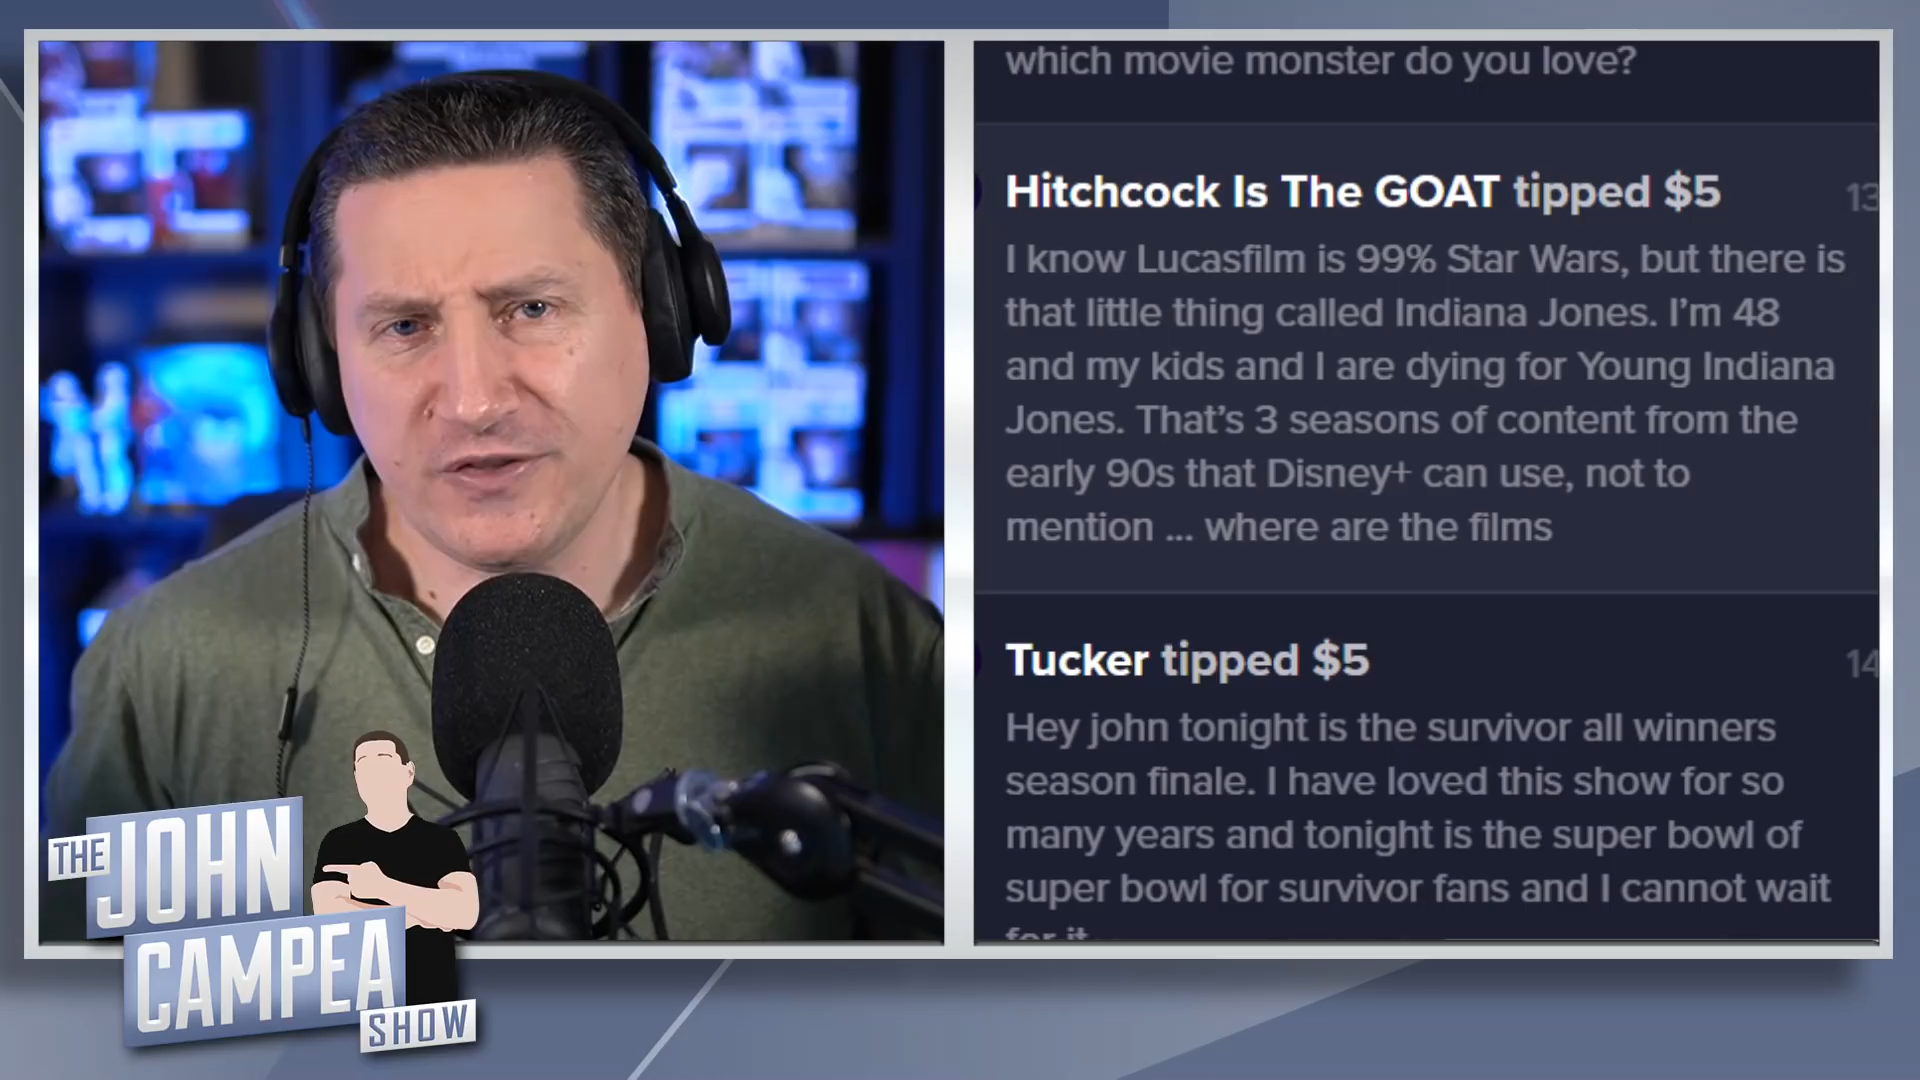 which movie monster do you love?
Hitchcock Is The GOAT tipped $5
13
I know Lucasfilm is 99% Star Wars, but there is
that little thing called Indiana Jones. I’m 48
and my kids and I are dying for Young Indiana
Jones. That’s 3 seasons of content from the
early 90s that Disney+ can use, not to
mention ... where are the films
Tucker tipped $5
14
Hey john tonight is the survivor all winners
season finale. I have loved this show for so
many years and tonight is the super bowl of
super bowl for survivor fans and I cannot wait
for it
THE
JOHN
CAMPEA
SHOW